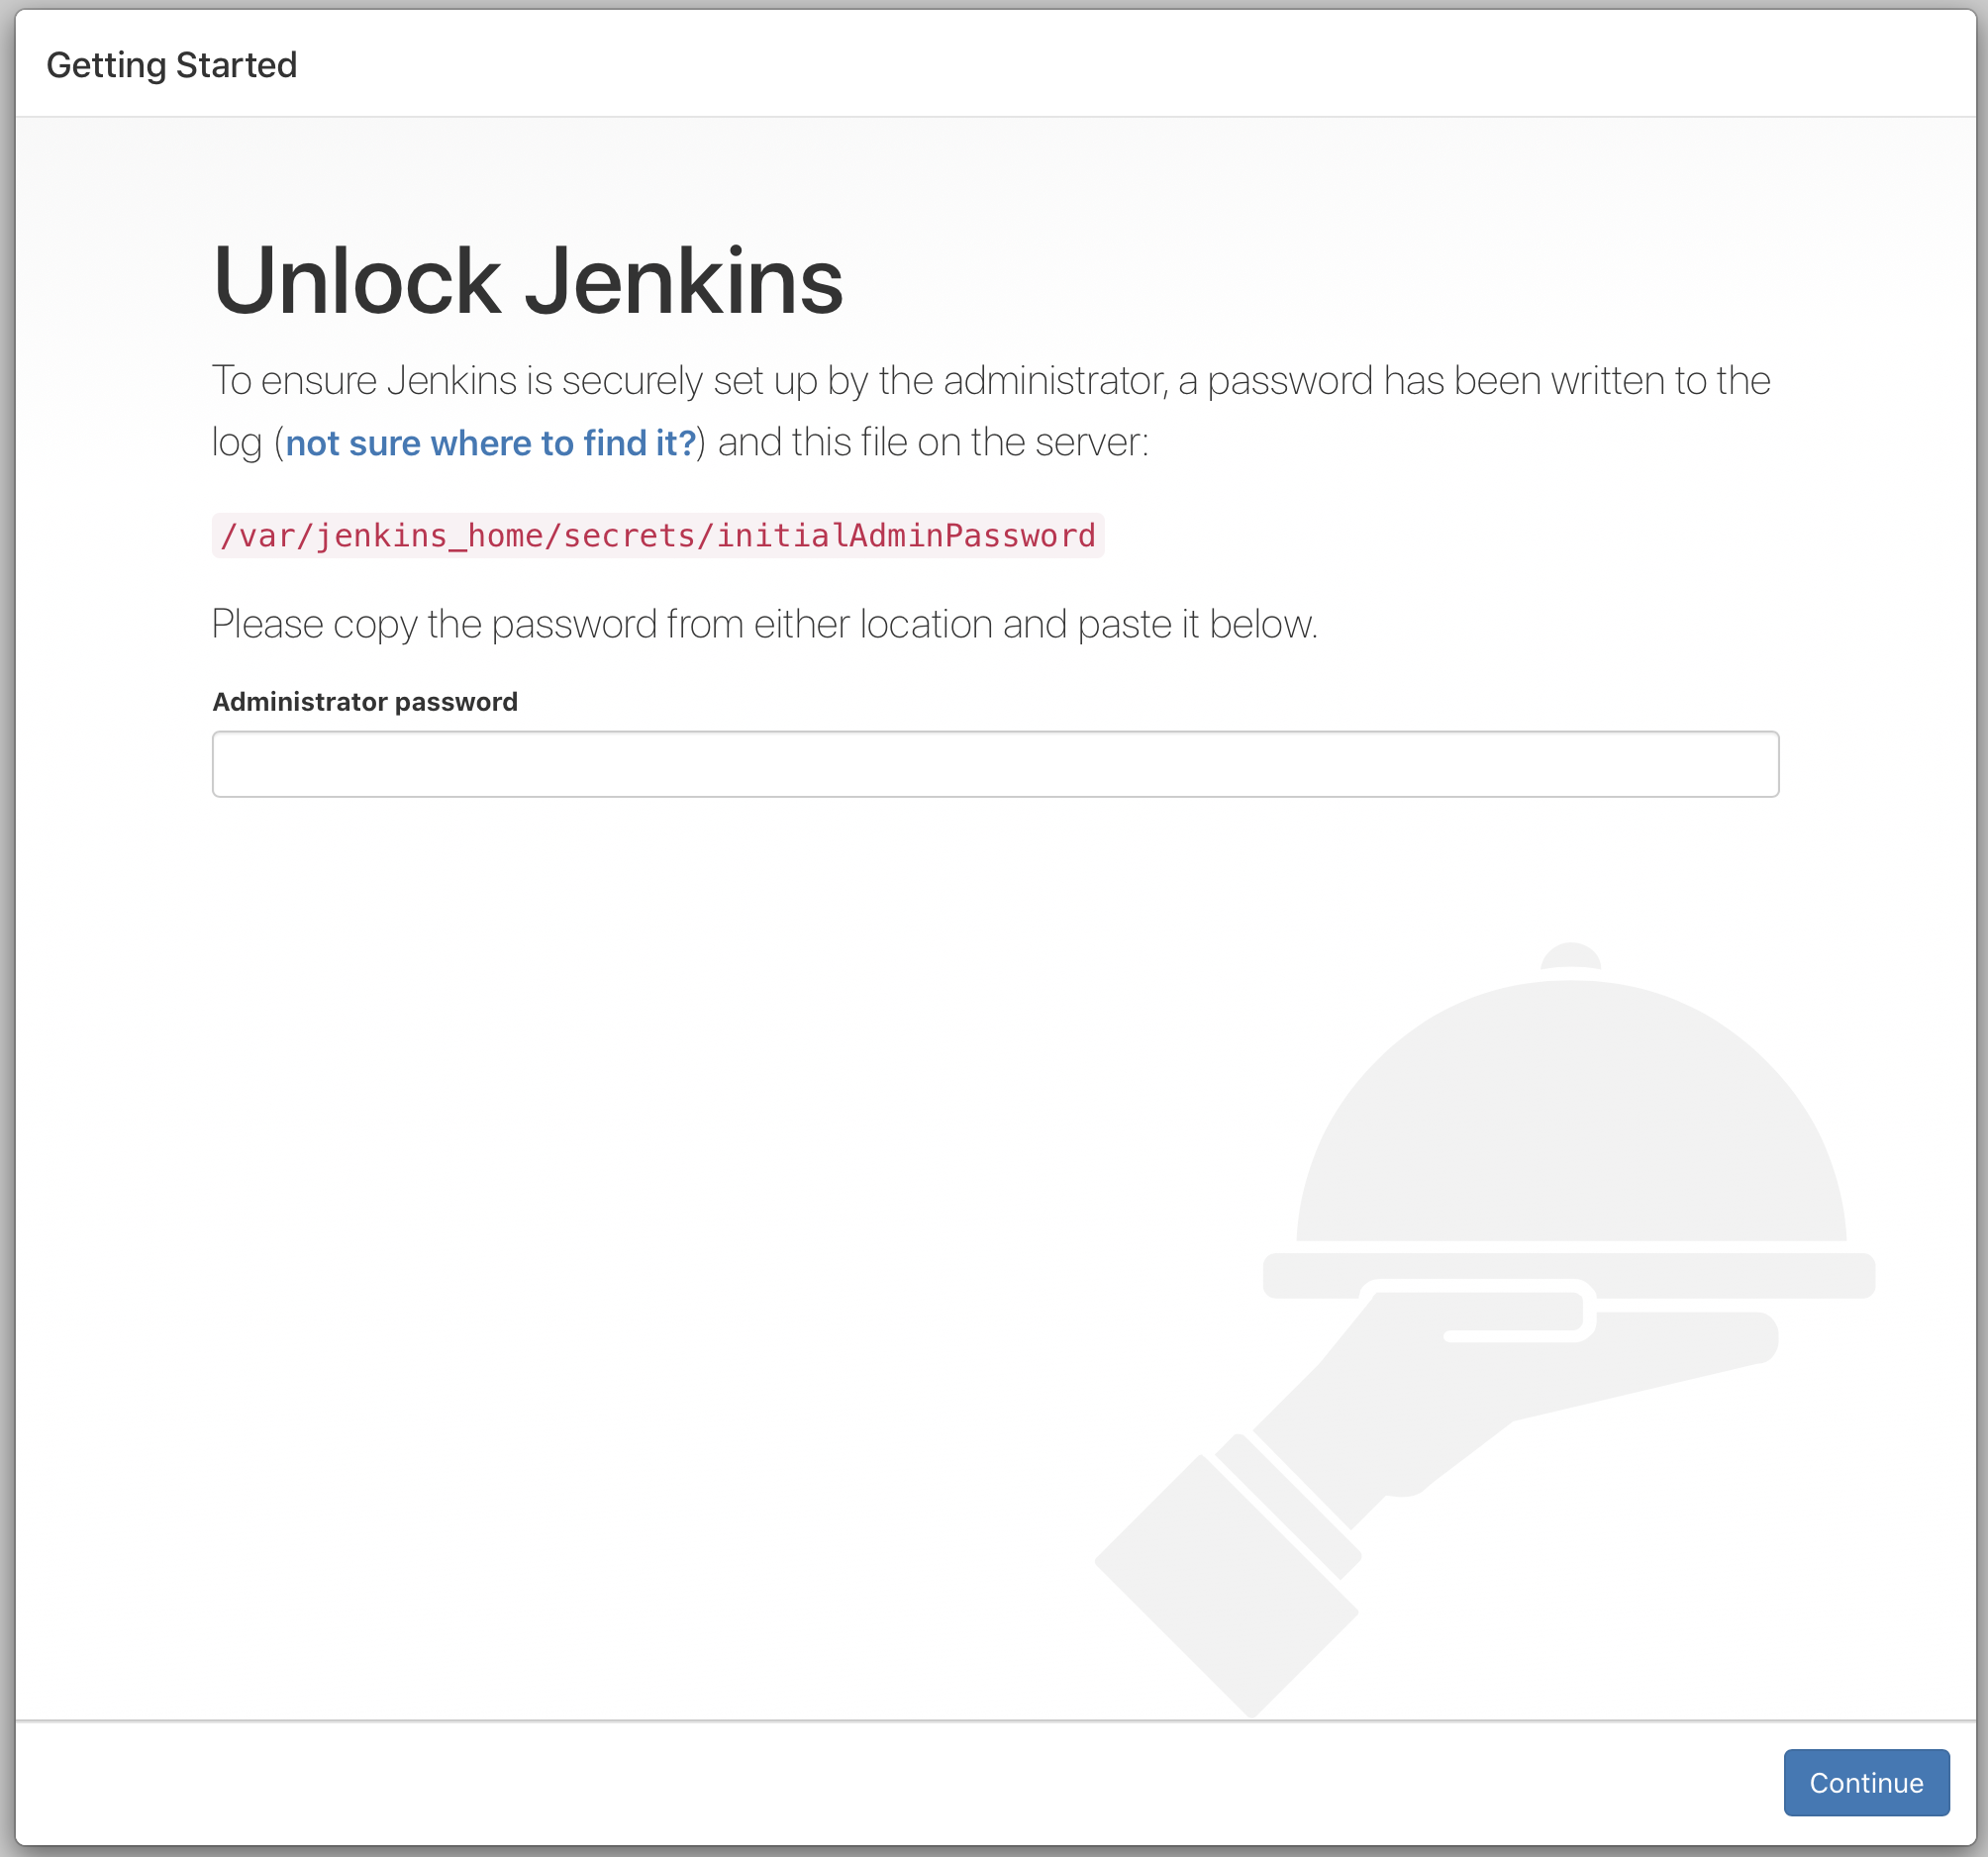 Getting Started
Unlock Jenkins
To ensure Jenkins is securely set up by the administrator, a password has been written to the
log (not sure where to find it?) and this file on the server:
/var/jenkins_home/secrets/initialAdminPassword
Please copy the password from either location and paste it below.
Administrator password
Continue